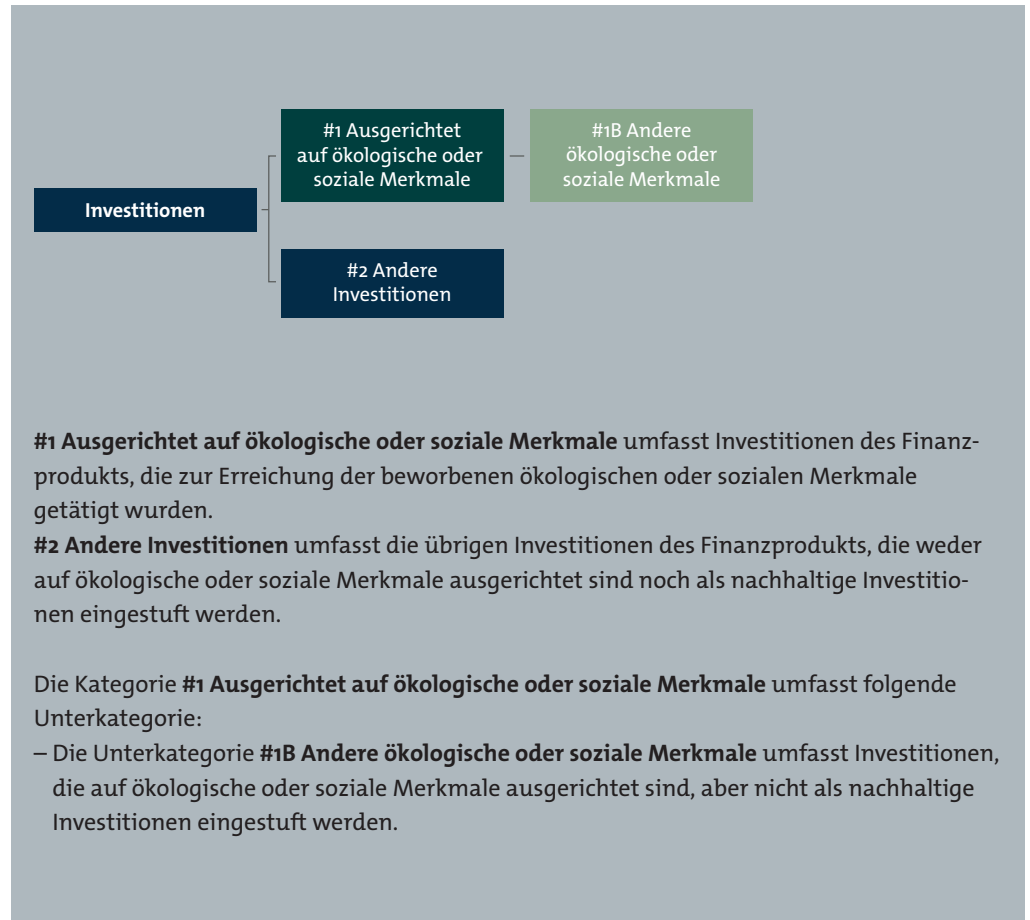 #1 Ausgerichtet
auf ökologische oder
soziale Merkmale
#1B Andere
ökologische oder
soziale Merkmale
Investitionen
#2 Andere
Investitionen
#1 Ausgerichtet auf ökologische oder soziale Merkmale umfasst Investitionen des Finanz-
produkts, die zur Erreichung der beworbenen ökologischen oder sozialen Merkmale
getätigt wurden.
#2 Andere Investitionen umfasst die übrigen Investitionen des Finanzprodukts, die weder
auf ökologische oder soziale Merkmale ausgerichtet sind noch als nachhaltige Investitio-
nen eingestuft werden.
Die Kategorie #1 Ausgerichtet auf ökologische oder soziale Merkmale umfasst folgende
Unterkategorie:
– Die Unterkategorie #1B Andere ökologische oder soziale Merkmale umfasst Investitionen,
die auf ökologische oder soziale Merkmale ausgerichtet sind, aber nicht als nachhaltige
Investitionen eingestuft werden.